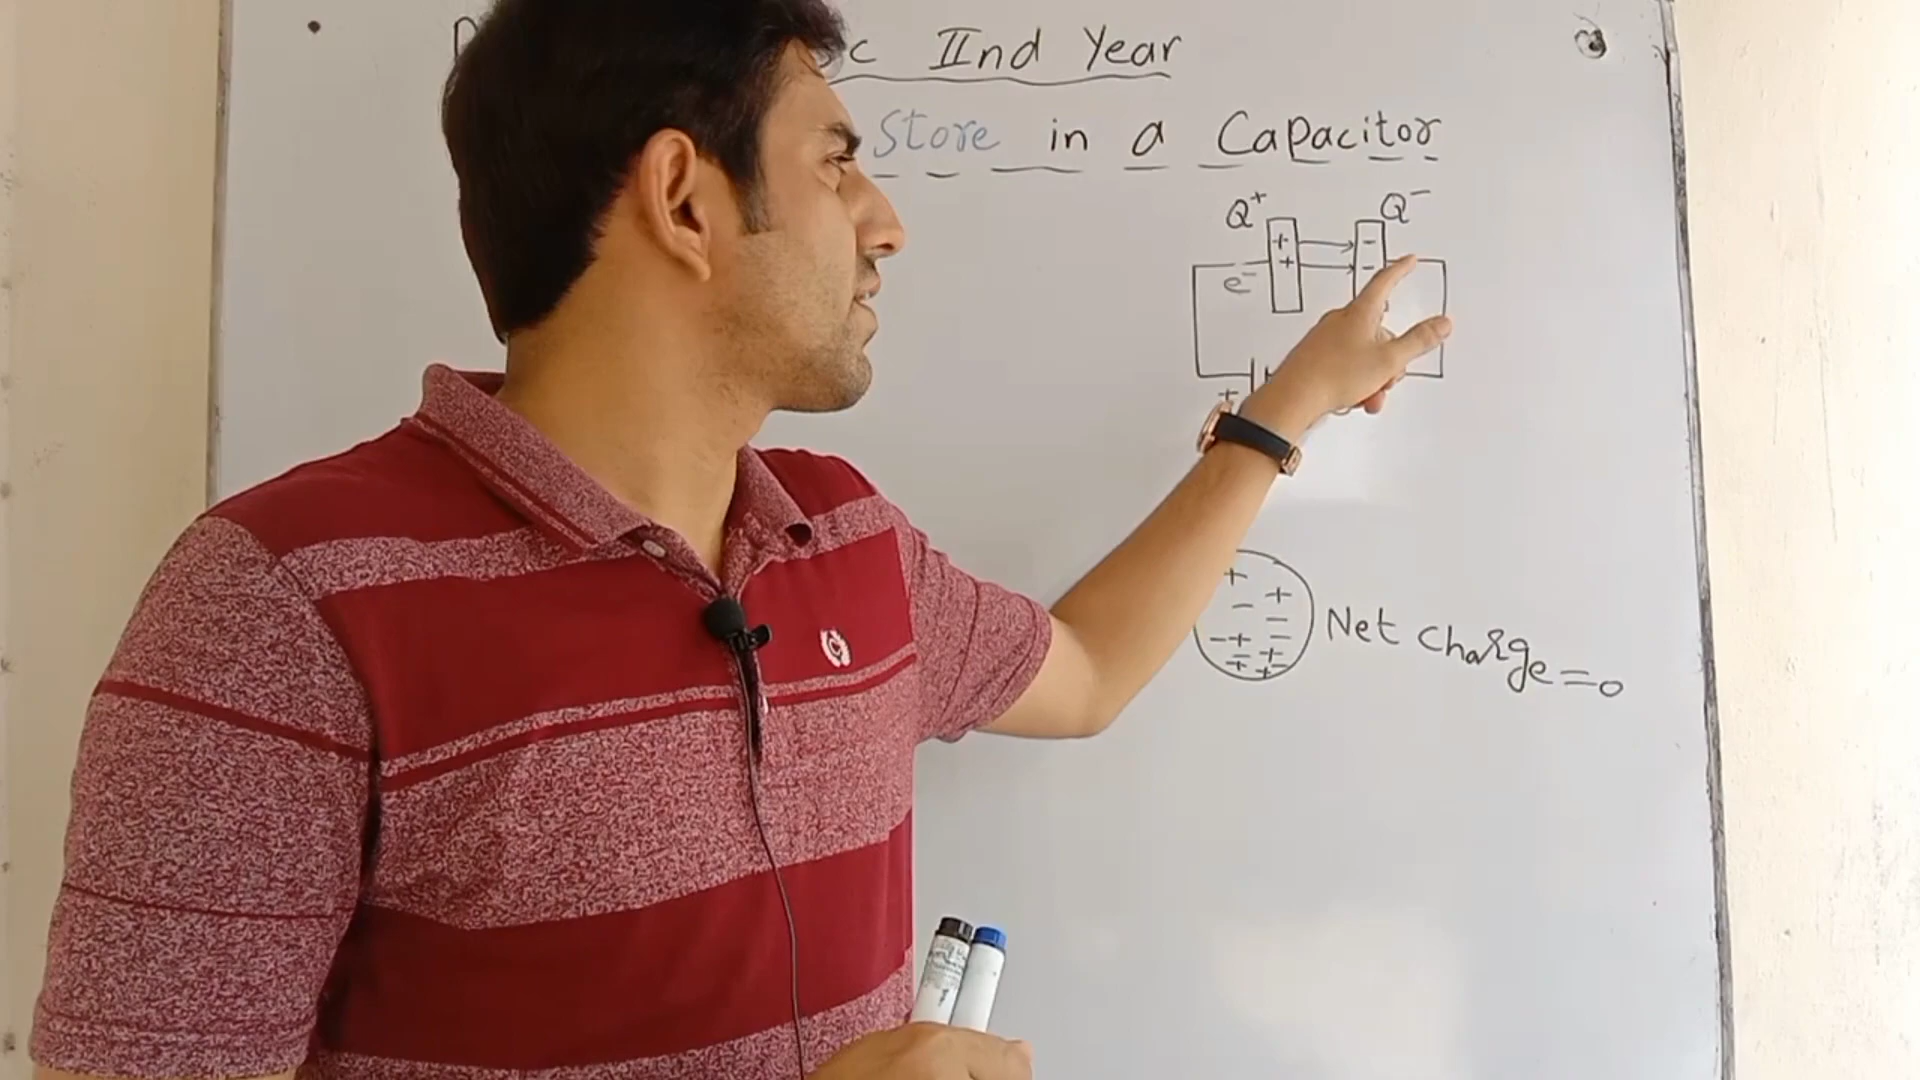 IInd Year
Store in a Capacitor
Q⁺ Q⁻
+ -
+ -
e⁻
+
+
- +
-
- + -
= +
+ + -
Net Charge = 0